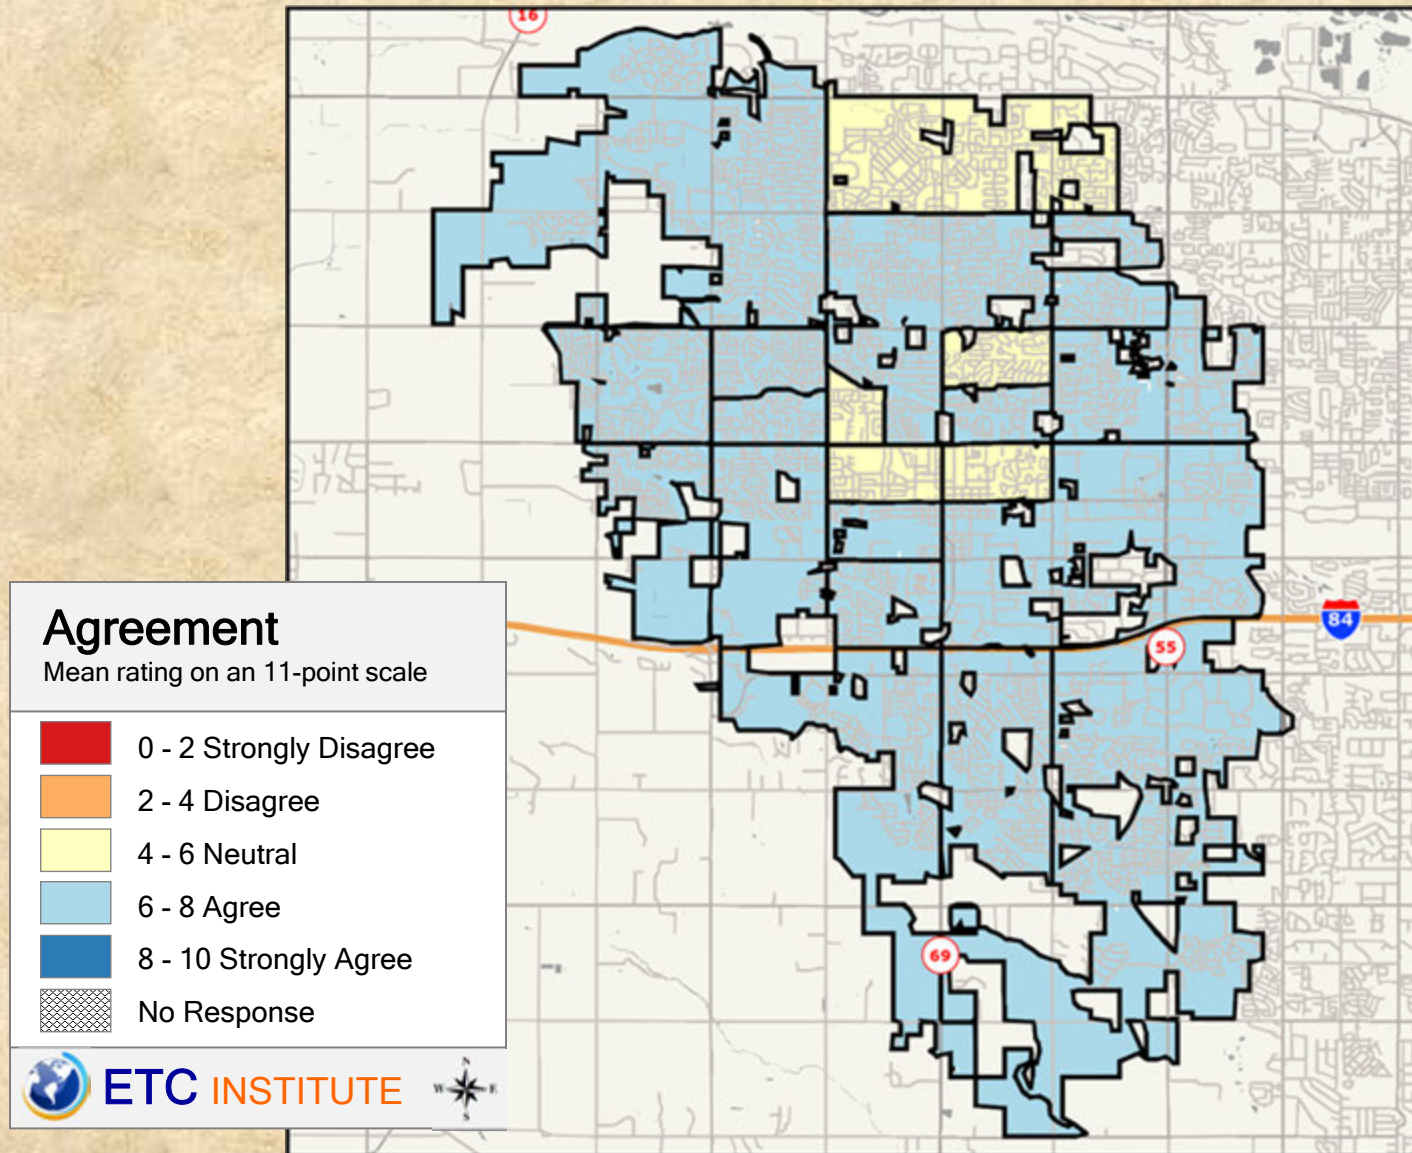 16
84
55
69
Agreement
Mean rating on an 11-point scale
0 - 2 Strongly Disagree
2 - 4 Disagree
4 - 6 Neutral
6 - 8 Agree
8 - 10 Strongly Agree
No Response
ETC INSTITUTE
N
W E
S